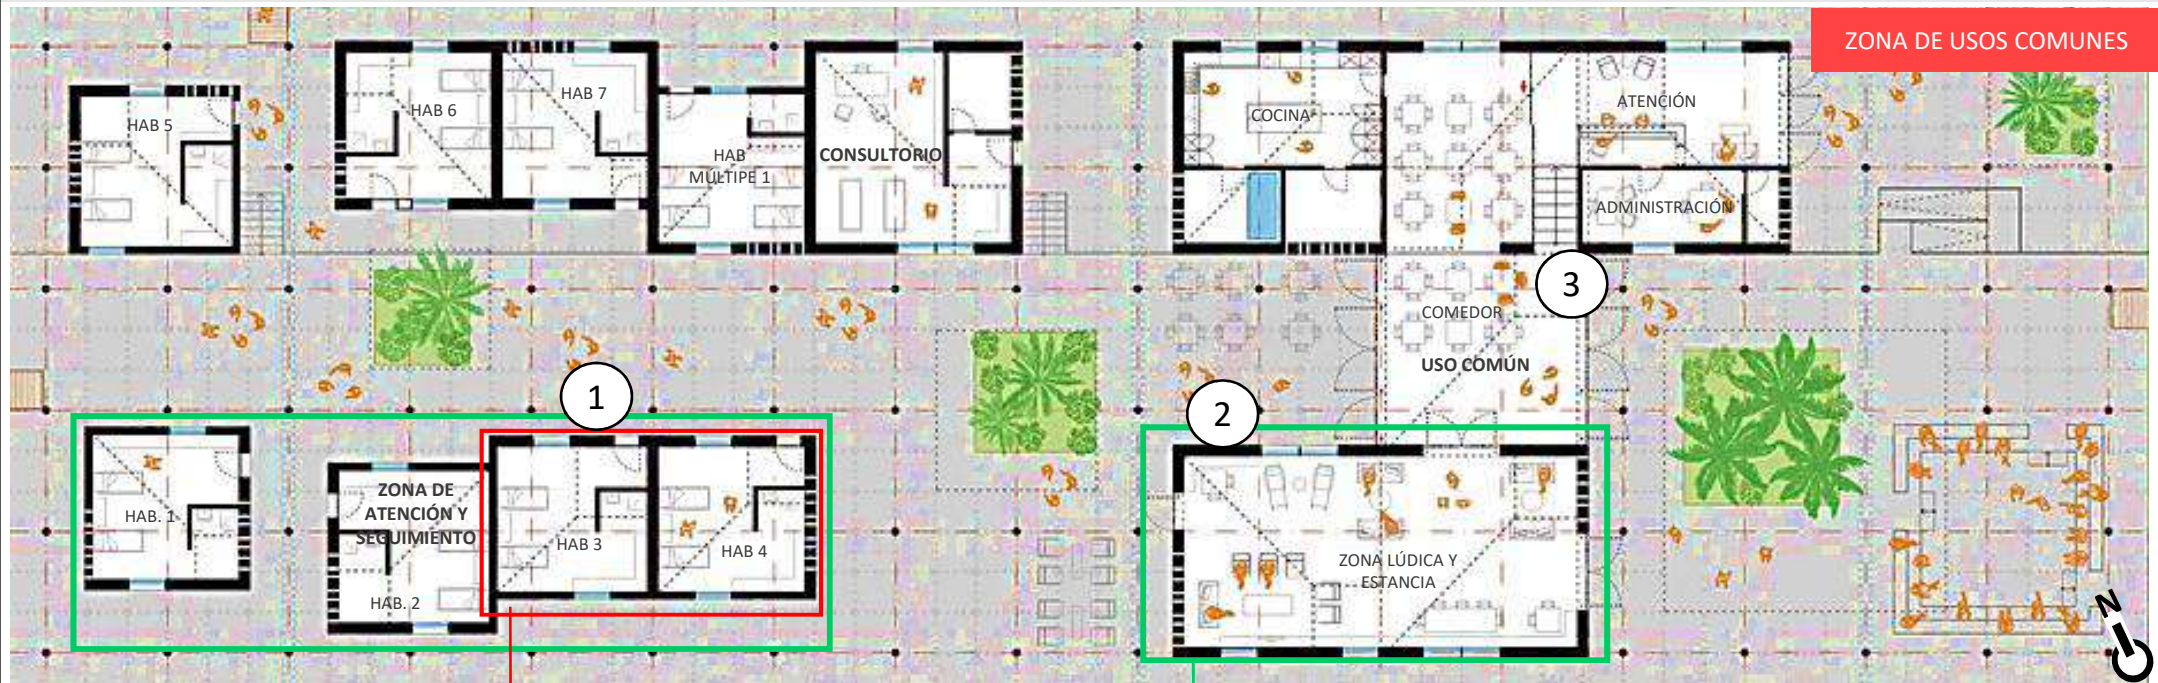 ZONA DE USOS COMUNES
HAB 5
HAB 6
HAB 7
HAB
MÚLTIPE 1
CONSULTORIO
COCINA
ATENCIÓN
ADMINISTRACIÓN
3
COMEDOR
USO COMÚN
1
2
HAB. 1
ZONA DE
ATENCIÓN Y
SEGUIMIENTO
HAB. 2
HAB 3
HAB 4
ZONA LÚDICA Y
ESTANCIA
N